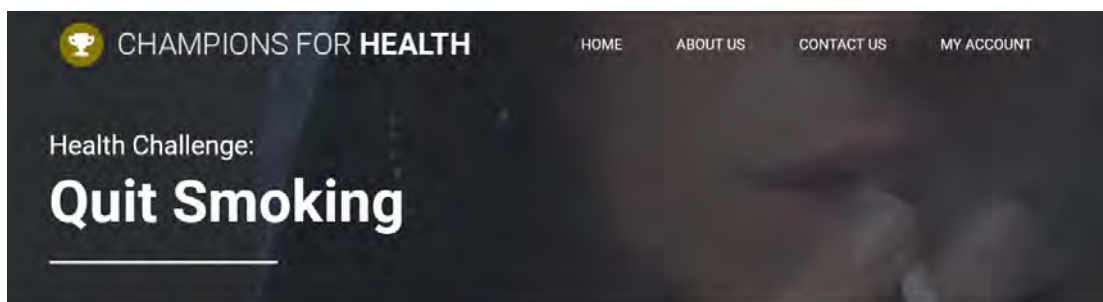 CHAMPIONS FOR HEALTH
HOME ABOUT US CONTACT US MY ACCOUNT
Health Challenge:
Quit Smoking